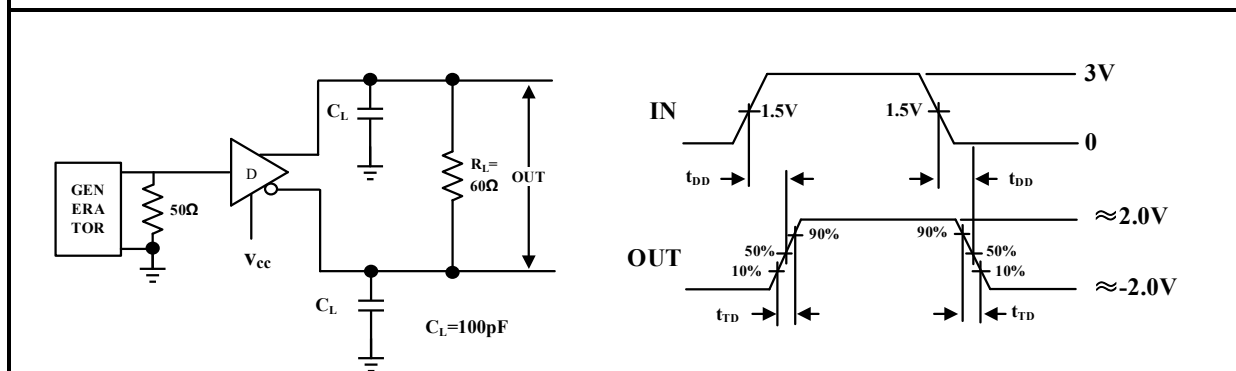 GEN
ERA
TOR
50Ω
D
Vcc
CL
CL
CL=100pF
RL=
60Ω
OUT
IN
1.5V
1.5V
3V
0
tDD
tDD
OUT
90%
50%
10%
90%
50%
10%
≈2.0V
≈-2.0V
tTD
tTD